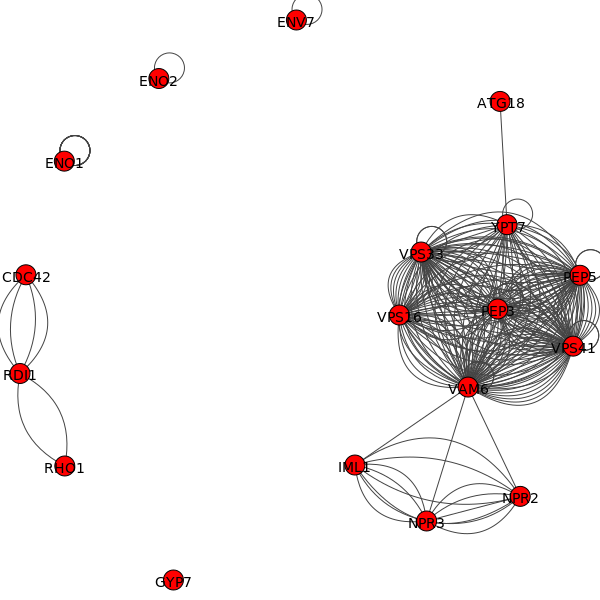 ENV7
ENO2
ATG18
ENO1
YPT7
VPS33
CDC42
PEP5
PEP3
VPS16
VPS41
RDI1
VAM6
RHO1
IML1
NPR2
NPR3
GYP7